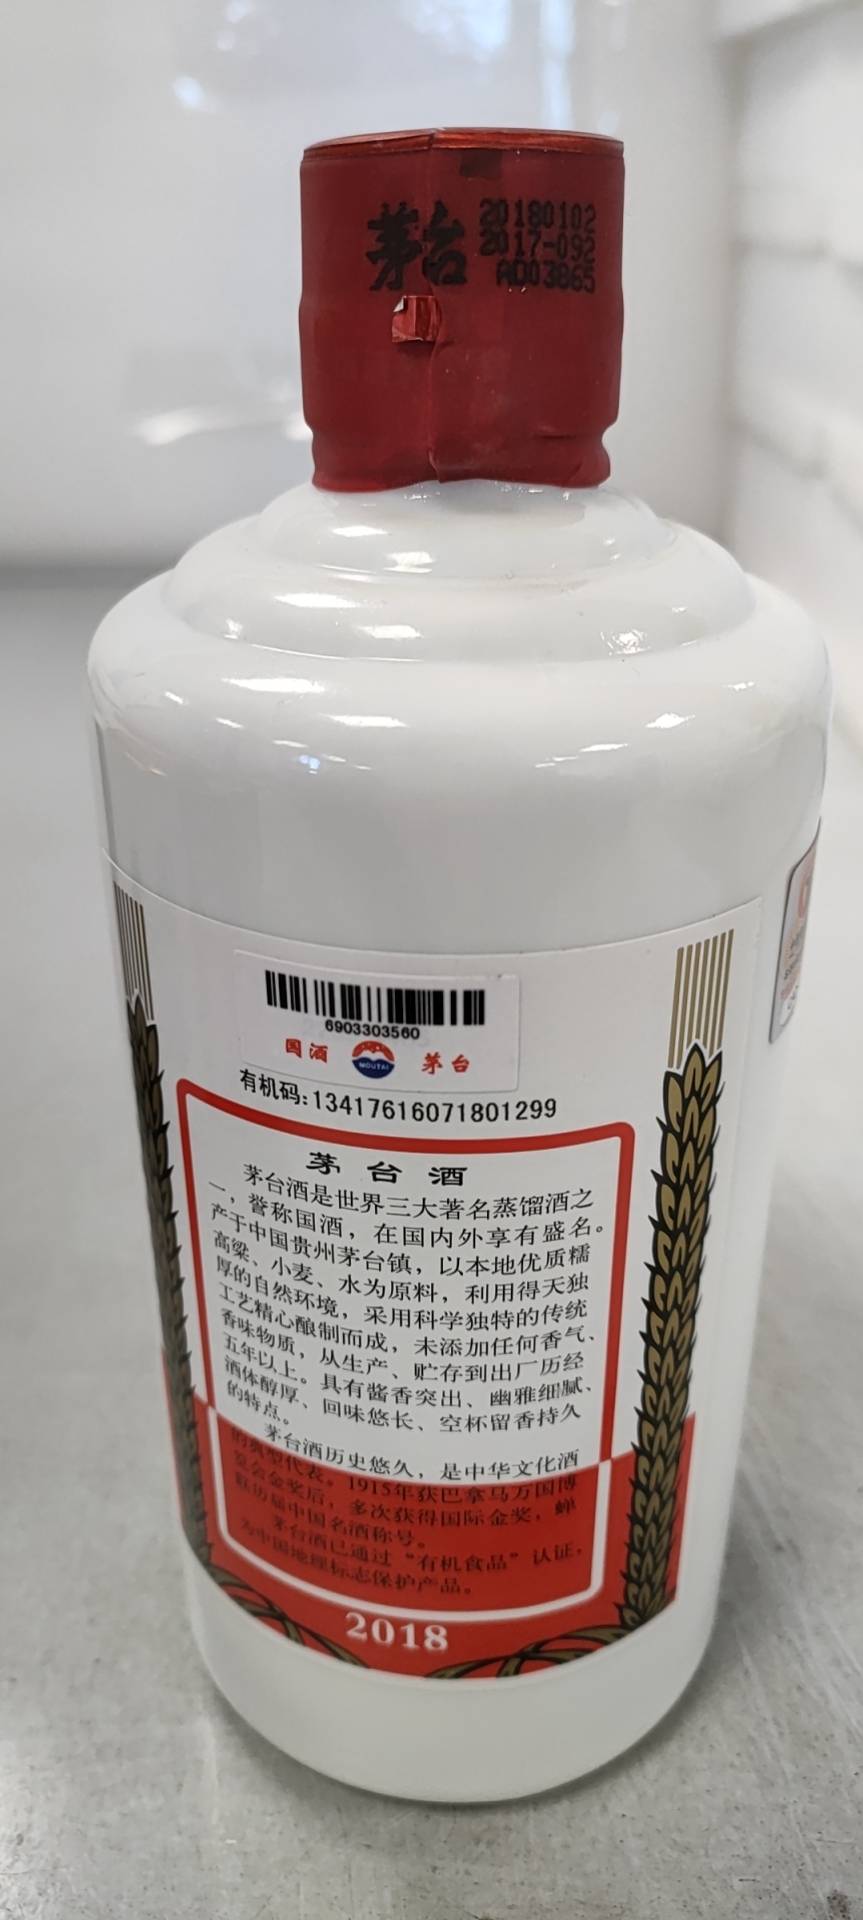 茅台
20180102
2017-092
AD03865
6903303560
国酒 MOUTAI 茅台
有机码:13417616071801299
茅台酒
茅台酒是世界三大著名蒸馏酒之
一，誉称国酒，在国内外享有盛名。
产于中国贵州茅台镇，以本地优质糯
高粱、小麦、水为原料，利用得天独
厚的自然环境，采用科学独特的传统
工艺精心酿制而成，未添加任何香气、
香味物质，从生产、贮存到出厂历经
五年以上。具有酱香突出、幽雅细腻、
酒体醇厚、回味悠长、空杯留香持久
的特点。
茅台酒历史悠久，是中华文化酒
的典型代表。1915年获巴拿马万国博
览会金奖后，多次获得国际金奖，蝉
联历届中国名酒称号。
茅台酒已通过“有机食品”认证，
为中国地理标志保护产品。
2018